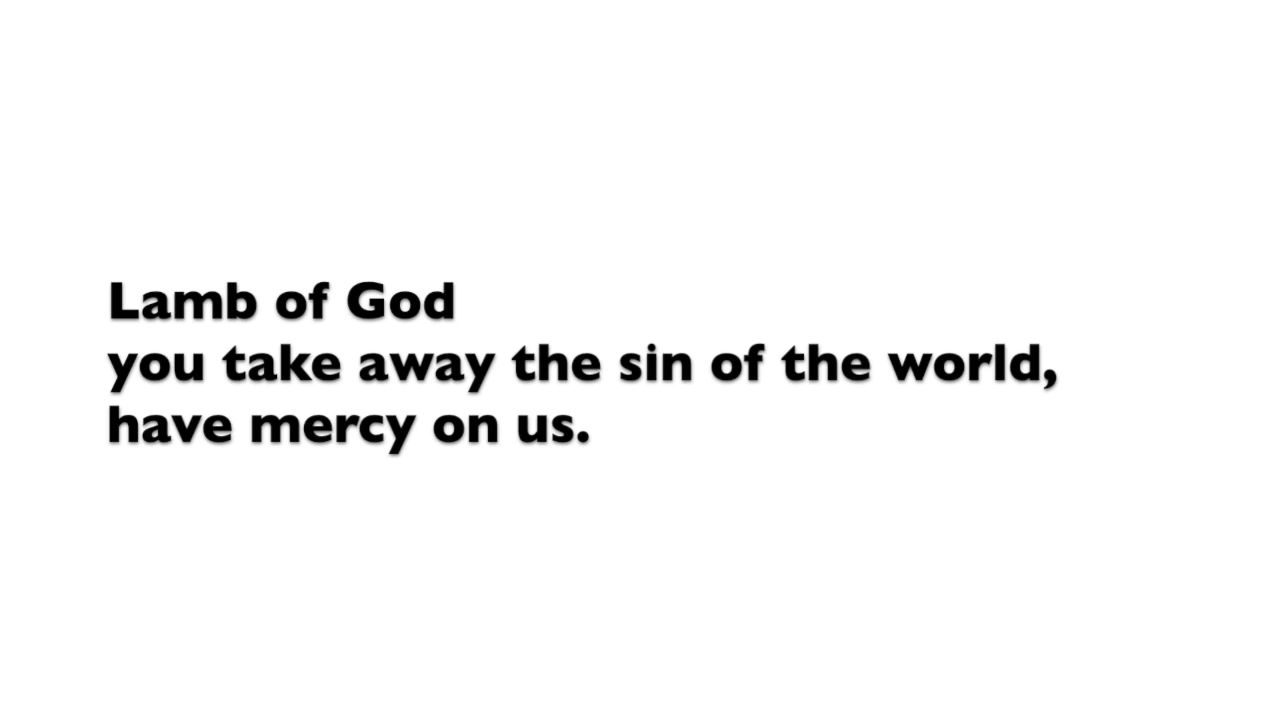 Lamb of God
you take away the sin of the world,
have mercy on us.